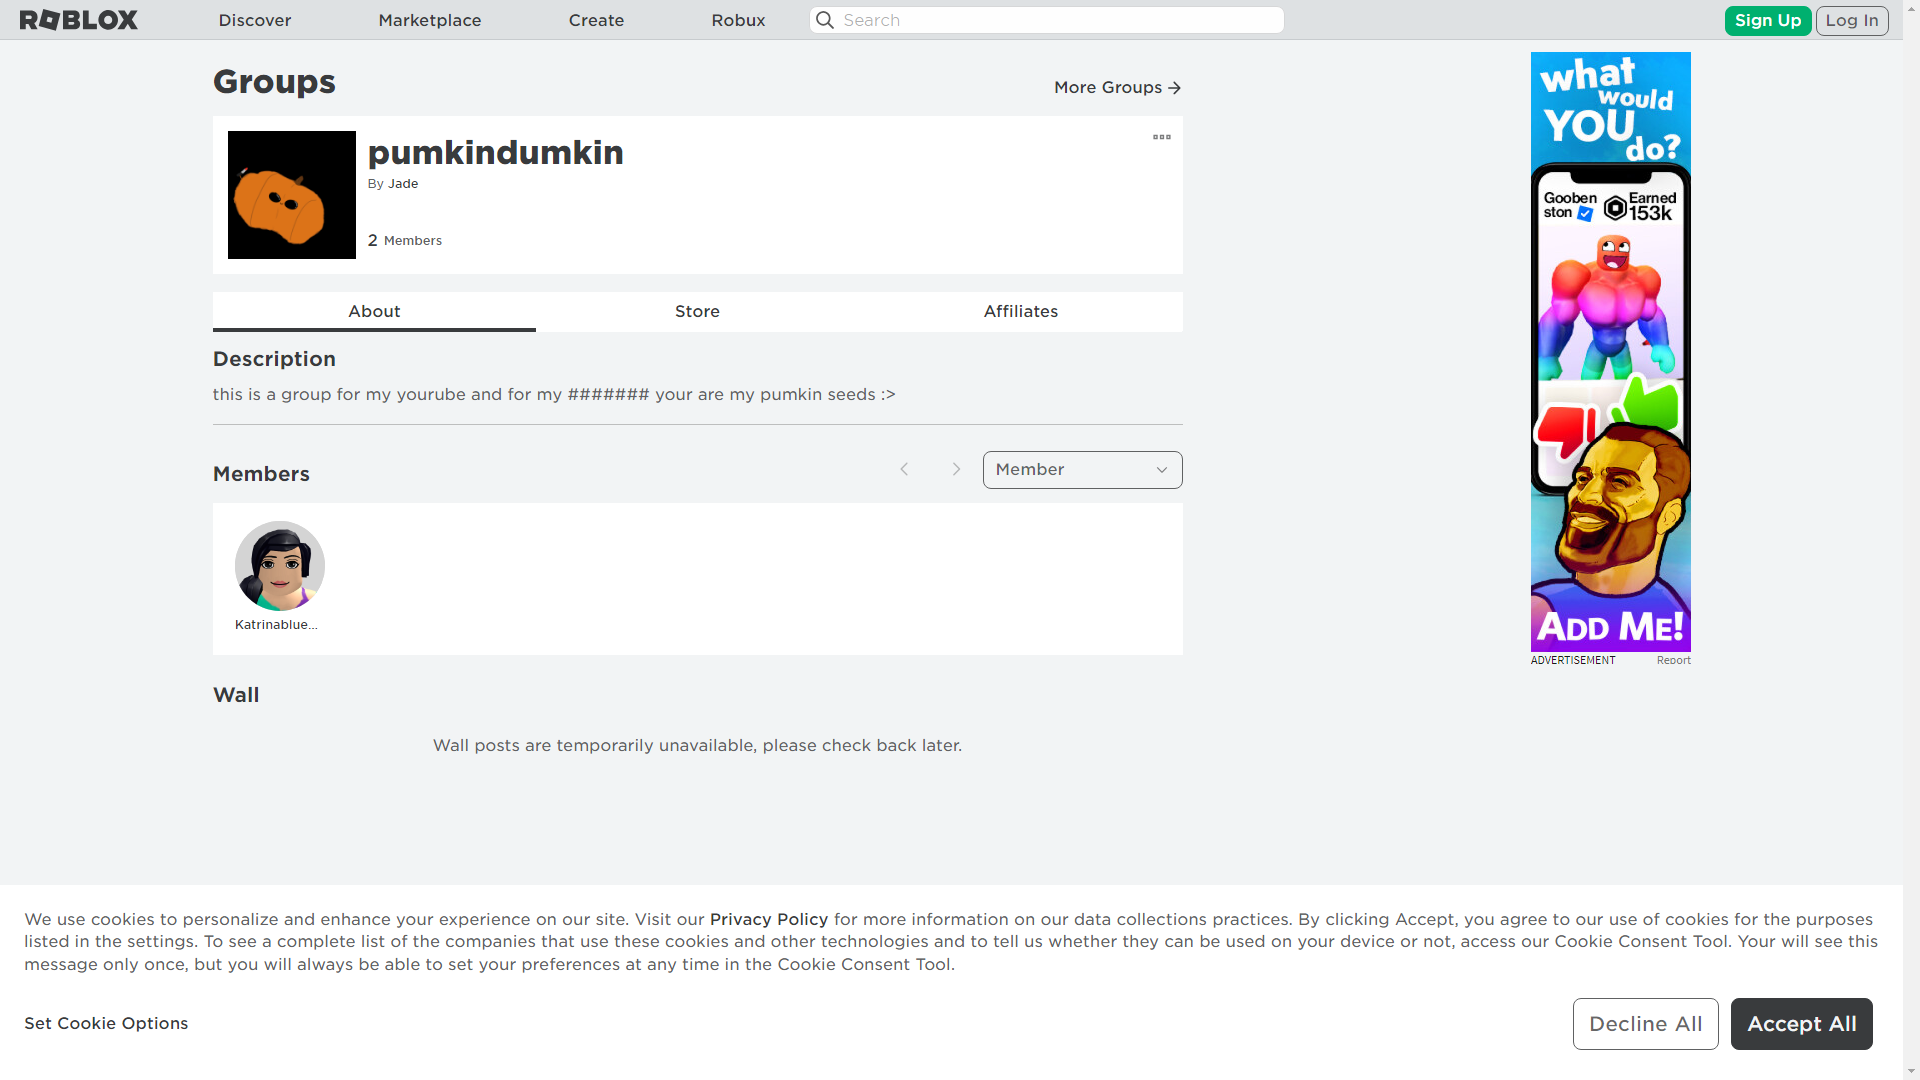 ROBLOX
Discover
Marketplace
Create
Robux
Search
Sign Up
Log In
Groups
More Groups
pumkindumkin
By Jade
2 Members
About
Store
Affiliates
Description
this is a group for my yourube and for my ####### your are my pumkin seeds :>
Members
Member
Katrinablue...
Wall
Wall posts are temporarily unavailable, please check back later.
what
would
YOU
do?
Gooben
ston
Earned
153k
ADD ME!
ADVERTISEMENT
Report
We use cookies to personalize and enhance your experience on our site. Visit our Privacy Policy for more information on our data collections practices. By clicking Accept, you agree to our use of cookies for the purposes
listed in the settings. To see a complete list of the companies that use these cookies and other technologies and to tell us whether they can be used on your device or not, access our Cookie Consent Tool. Your will see this
message only once, but you will always be able to set your preferences at any time in the Cookie Consent Tool.
Set Cookie Options
Decline All
Accept All